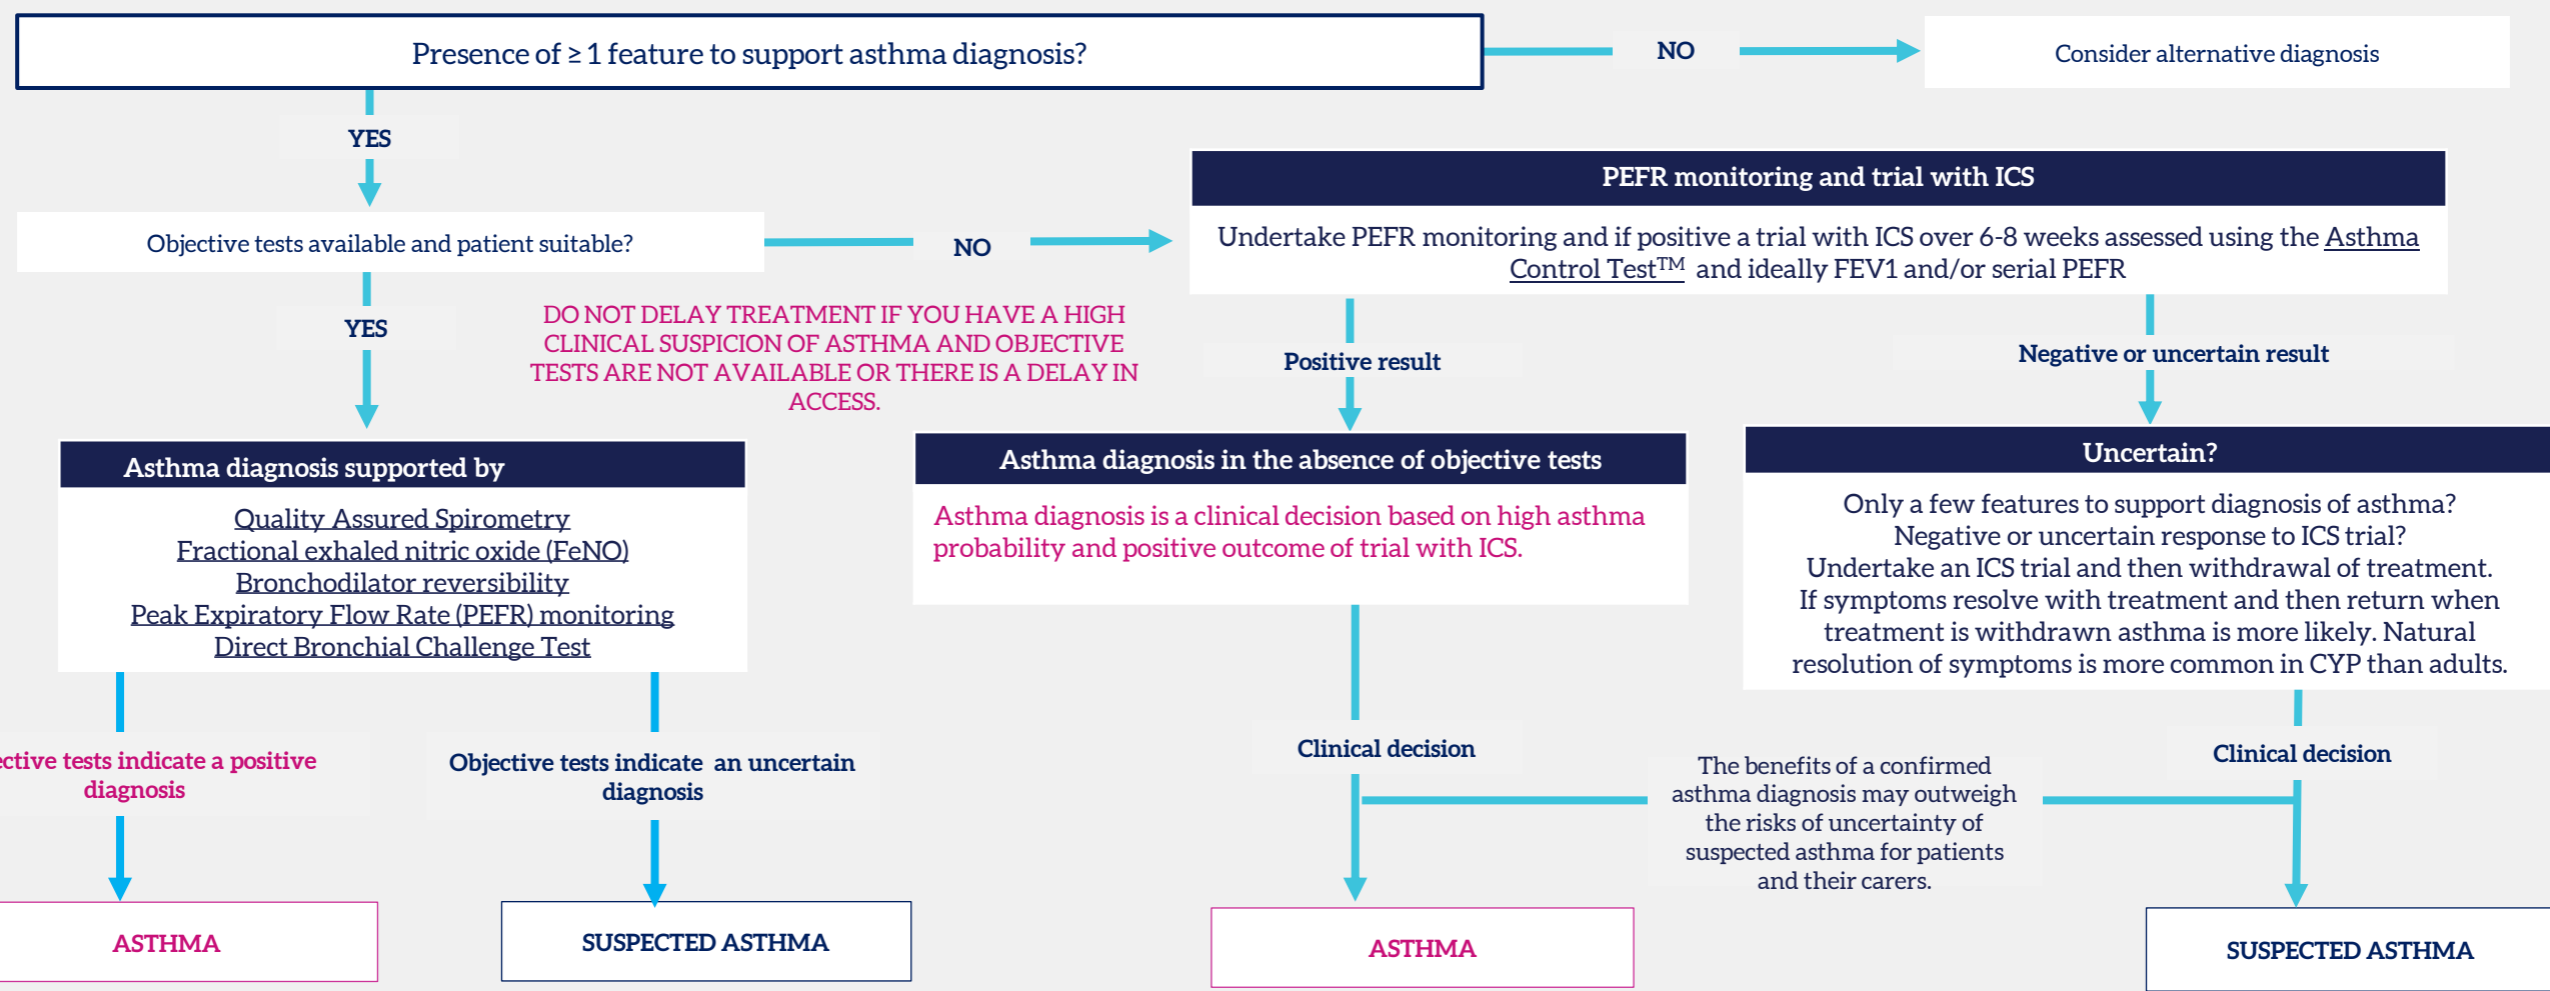 Presence of ≥ 1 feature to support asthma diagnosis?
NO
Consider alternative diagnosis
YES
Objective tests available and patient suitable?
NO
PEFR monitoring and trial with ICS
Undertake PEFR monitoring and if positive a trial with ICS over 6-8 weeks assessed using the Asthma
Control Test™ and ideally FEV1 and/or serial PEFR
YES
DO NOT DELAY TREATMENT IF YOU HAVE A HIGH
CLINICAL SUSPICION OF ASTHMA AND OBJECTIVE
TESTS ARE NOT AVAILABLE OR THERE IS A DELAY IN
ACCESS.
Positive result
Negative or uncertain result
Asthma diagnosis supported by
Quality Assured Spirometry
Fractional exhaled nitric oxide (FeNO)
Bronchodilator reversibility
Peak Expiratory Flow Rate (PEFR) monitoring
Direct Bronchial Challenge Test
Asthma diagnosis in the absence of objective tests
Asthma diagnosis is a clinical decision based on high asthma
probability and positive outcome of trial with ICS.
Uncertain?
Only a few features to support diagnosis of asthma?
Negative or uncertain response to ICS trial?
Undertake an ICS trial and then withdrawal of treatment.
If symptoms resolve with treatment and then return when
treatment is withdrawn asthma is more likely. Natural
resolution of symptoms is more common in CYP than adults.
ective tests indicate a positive
diagnosis
Objective tests indicate an uncertain
diagnosis
Clinical decision
The benefits of a confirmed
asthma diagnosis may outweigh
the risks of uncertainty of
suspected asthma for patients
and their carers.
Clinical decision
ASTHMA
SUSPECTED ASTHMA
ASTHMA
SUSPECTED ASTHMA